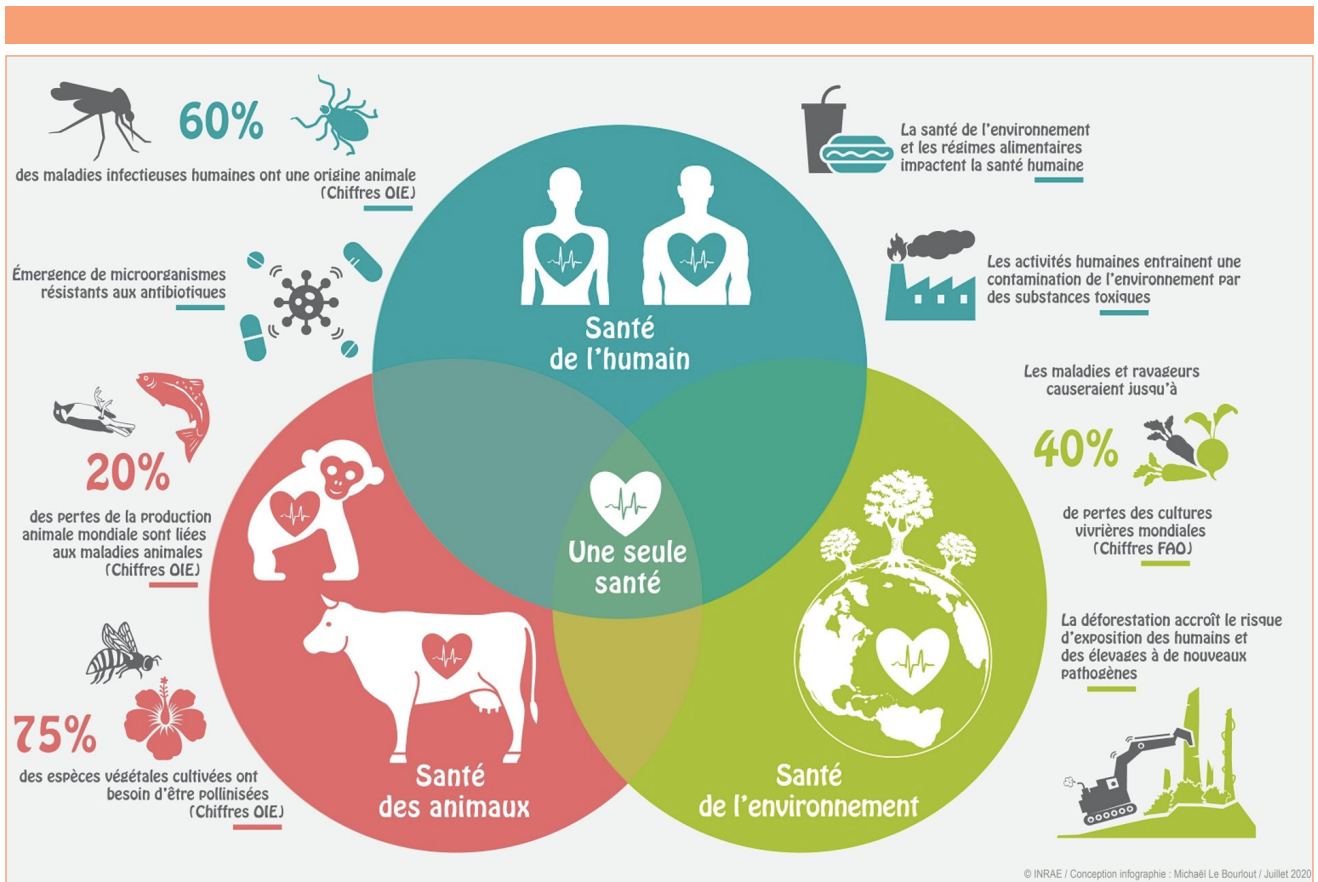 60%
des maladies infectieuses humaines ont une origine animale
(Chiffres OIE)
Émergence de microorganismes
résistants aux antibiotiques
20%
des pertes de la production
animale mondiale sont liées
aux maladies animales
(Chiffres OIE)
75%
des espèces végétales cultivées ont
besoin d'être pollinisées
(Chiffres OIE)
Santé
de l'humain
Une seule
santé
Santé
des animaux
Santé
de l'environnement
La santé de l'environnement
et les régimes alimentaires
impactent la santé humaine
Les activités humaines entrainent une
contamination de l'environnement par
des substances toxiques
Les maladies et ravageurs
causeraient jusqu'à
40%
de pertes des cultures
vivrières mondiales
(Chiffres FAO)
La déforestation accroît le risque
d'exposition des humains et
des élevages à de nouveaux
pathogènes
© INRAE / Conception infographie : Michaël Le Bourlout / Juillet 2020